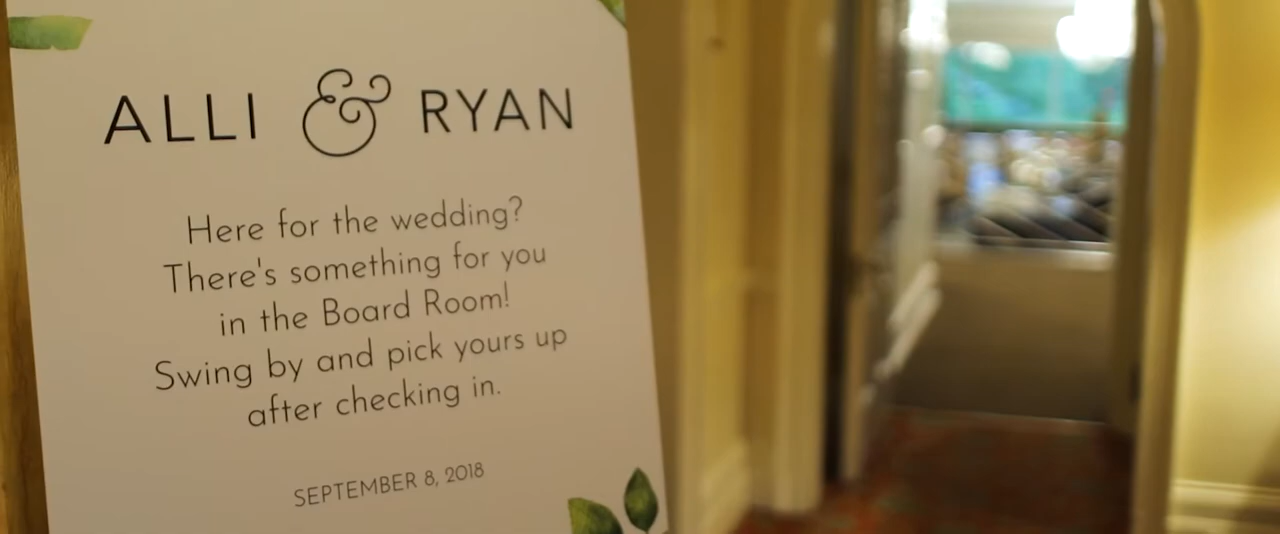 ALLI & RYAN
Here for the wedding?
There's something for you
in the Board Room!
Swing by and pick yours up
after checking in.
SEPTEMBER 8, 2018